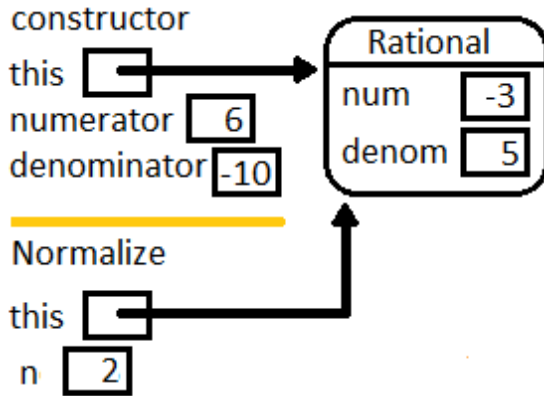 constructor
this
numerator 6
denominator -10
Rational
num -3
denom 5
Normalize
this
n 2